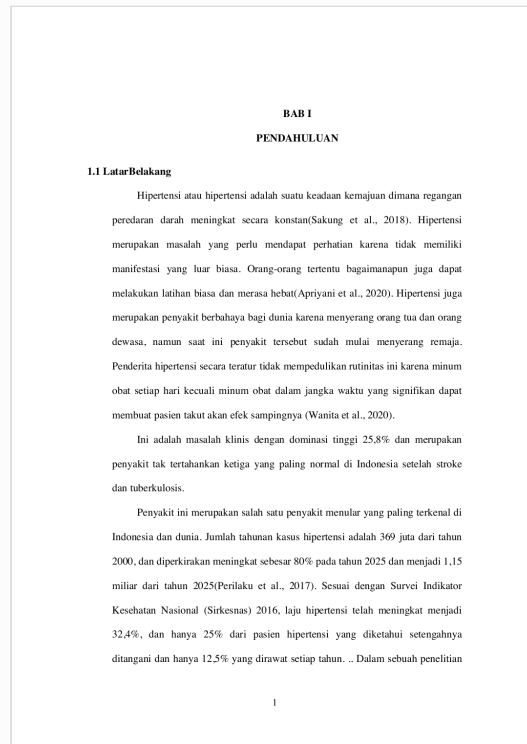 BAB I
PENDAHULUAN
1.1 LatarBelakang
Hipertensi atau hipertensi adalah suatu keadaan kemajuan dimana regangan
peredaran darah meningkat secara konstan(Sakung et al., 2018). Hipertensi
merupakan masalah yang perlu mendapat perhatian karena tidak memiliki
manifestasi yang luar biasa. Orang-orang tertentu bagaimanapun juga dapat
melakukan latihan biasa dan merasa hebat(Apriyani et al., 2020). Hipertensi juga
merupakan penyakit berbahaya bagi dunia karena menyerang orang tua dan orang
dewasa, namun saat ini penyakit tersebut sudah mulai menyerang remaja.
Penderita hipertensi secara teratur tidak mempedulikan rutinitas ini karena minum
obat setiap hari kecuali minum obat dalam jangka waktu yang signifikan dapat
membuat pasien takut akan efek sampingnya (Wanita et al., 2020).
Ini adalah masalah klinis dengan dominasi tinggi 25,8% dan merupakan
penyakit tak tertahankan ketiga yang paling normal di Indonesia setelah stroke
dan tuberkulosis.
Penyakit ini merupakan salah satu penyakit menular yang paling terkenal di
Indonesia dan dunia. Jumlah tahunan kasus hipertensi adalah 369 juta dari tahun
2000, dan diperkirakan meningkat sebesar 80% pada tahun 2025 dan menjadi 1,15
miliar dari tahun 2025(Perilaku et al., 2017). Sesuai dengan Survei Indikator
Kesehatan Nasional (Sirkesnas) 2016, laju hipertensi telah meningkat menjadi
32,4%, dan hanya 25% dari pasien hipertensi yang diketahui setengahnya
ditangani dan hanya 12,5% yang dirawat setiap tahun. .. Dalam sebuah penelitian
1